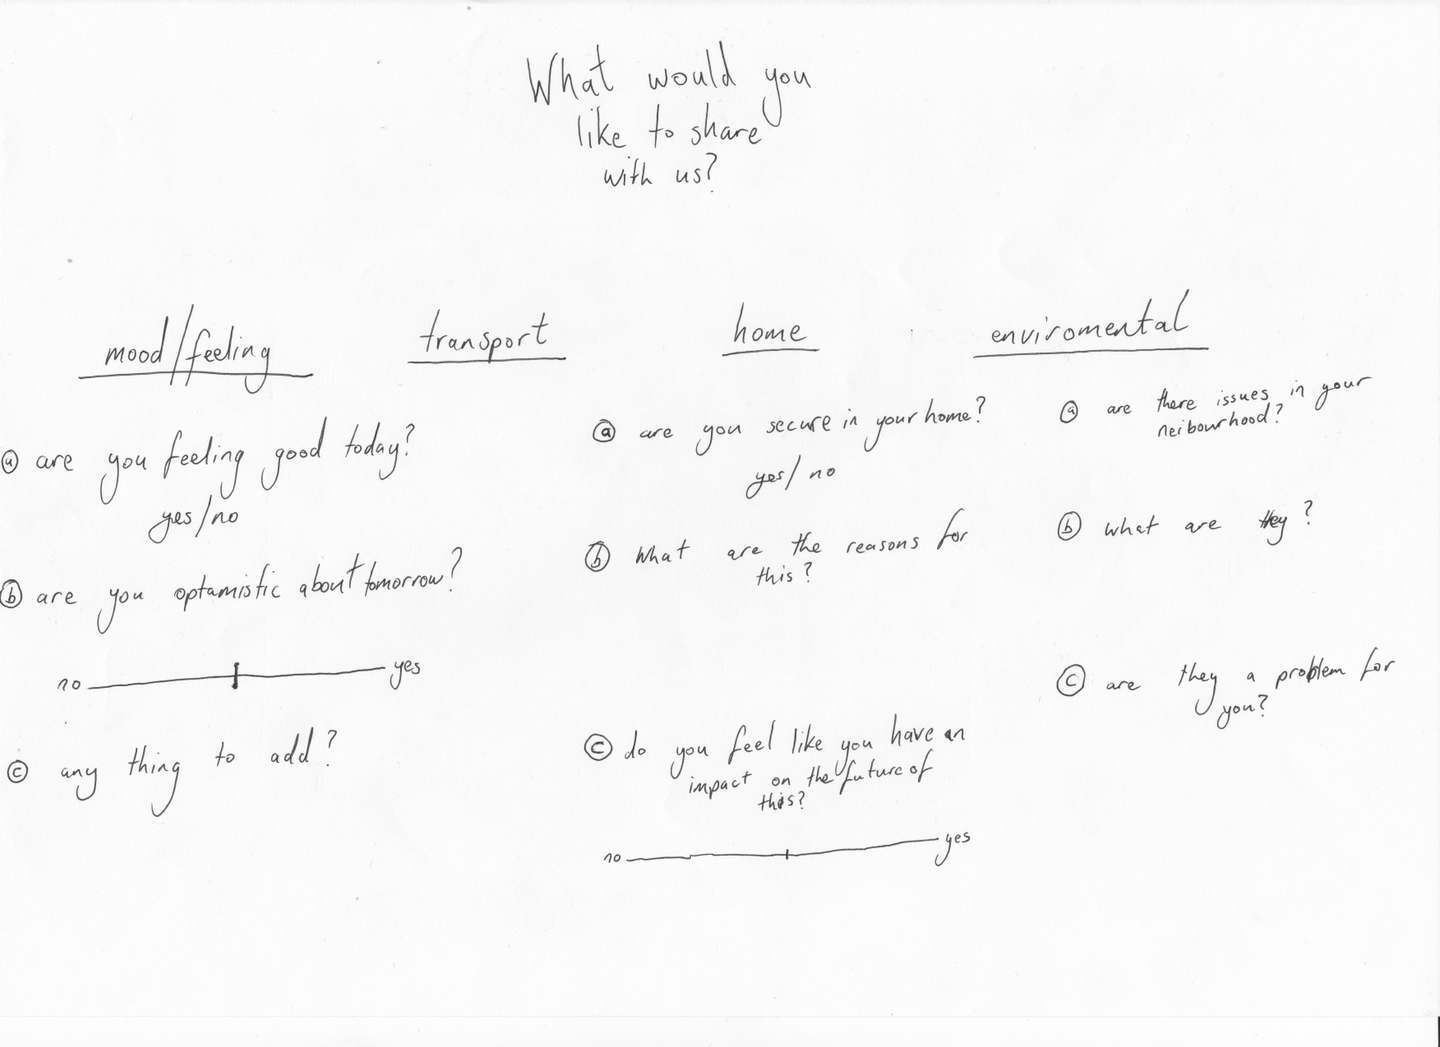 What would you
like to share
with us?
mood/feeling
ⓐ are you feeling good today?
yes/no
ⓑ are you optamistic about tomorrow?
no yes
ⓒ any thing to add?
transport
home
ⓐ are you secure in your home?
yes/no
ⓑ What are the reasons for
this?
ⓒ do you feel like you have an
impact on the future of
this?
no yes
enviromental
ⓐ are there issues in your
neibourhood?
ⓑ what are they?
ⓒ are they a problem for
you?